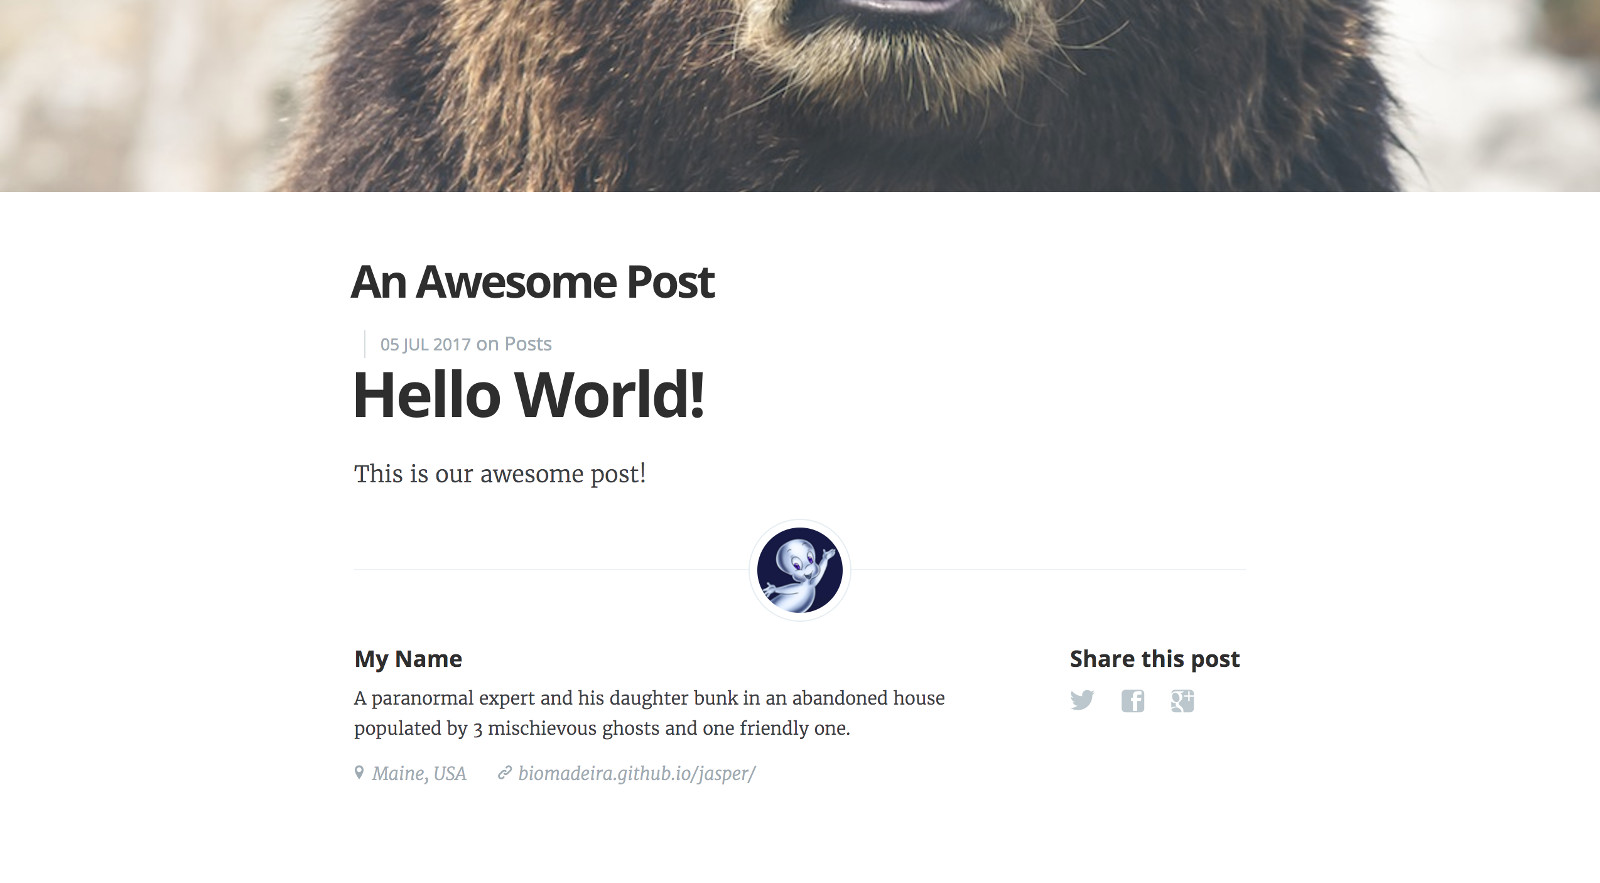 An Awesome Post
05 JUL 2017 on Posts
Hello World!
This is our awesome post!
My Name
A paranormal expert and his daughter bunk in an abandoned house
populated by 3 mischievous ghosts and one friendly one.
Maine, USA biomadeira.github.io/jasper/
Share this post